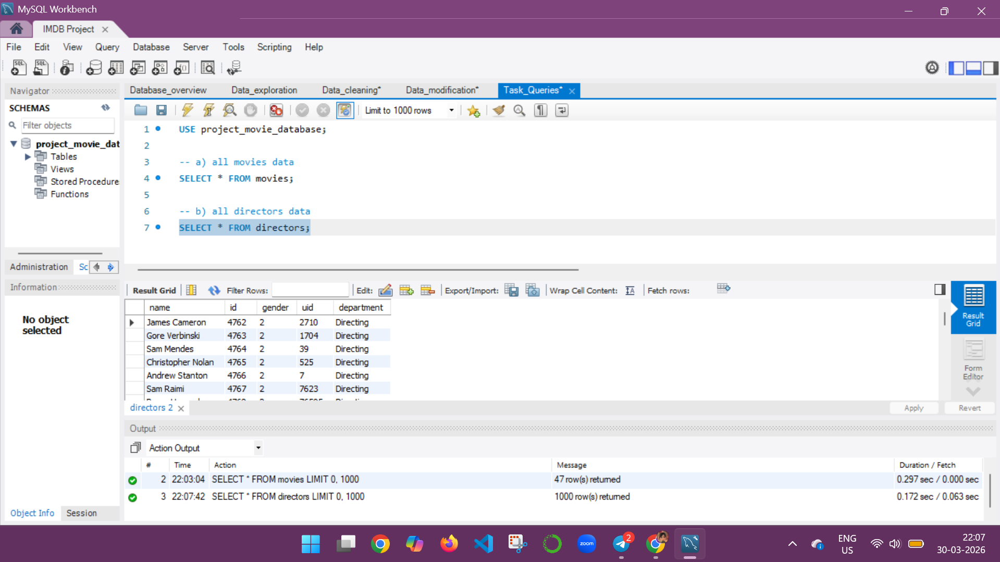 MySQL Workbench
IMDB Project
File Edit View Query Database Server Tools Scripting Help
Navigator
SCHEMAS
Filter objects
project_movie_dat
Tables
Views
Stored Procedure
Functions
Administration Sc
Information
No object
selected
Object Info Session
Database_overview Data_exploration Data_cleaning* Data_modification* Task_Queries*
Limit to 1000 rows
1 USE project_movie_database;
2
3 -- a) all movies data
4 SELECT * FROM movies;
5
6 -- b) all directors data
7 SELECT * FROM directors;
Result Grid Filter Rows: Edit: Export/Import: Wrap Cell Content: Fetch rows:
name id gender uid department
James Cameron 4762 2 2710 Directing
Gore Verbinski 4763 2 1704 Directing
Sam Mendes 4764 2 39 Directing
Christopher Nolan 4765 2 525 Directing
Andrew Stanton 4766 2 7 Directing
Sam Raimi 4767 2 7623 Directing
Result
Grid
Form
Editor
directors 2
Apply Revert
Output
Action Output
# Time Action Message Duration / Fetch
2 22:03:04 SELECT * FROM movies LIMIT 0, 1000 47 row(s) returned 0.297 sec / 0.000 sec
3 22:07:42 SELECT * FROM directors LIMIT 0, 1000 1000 row(s) returned 0.172 sec / 0.063 sec
zoom
2
ENG
US
22:07
30-03-2026